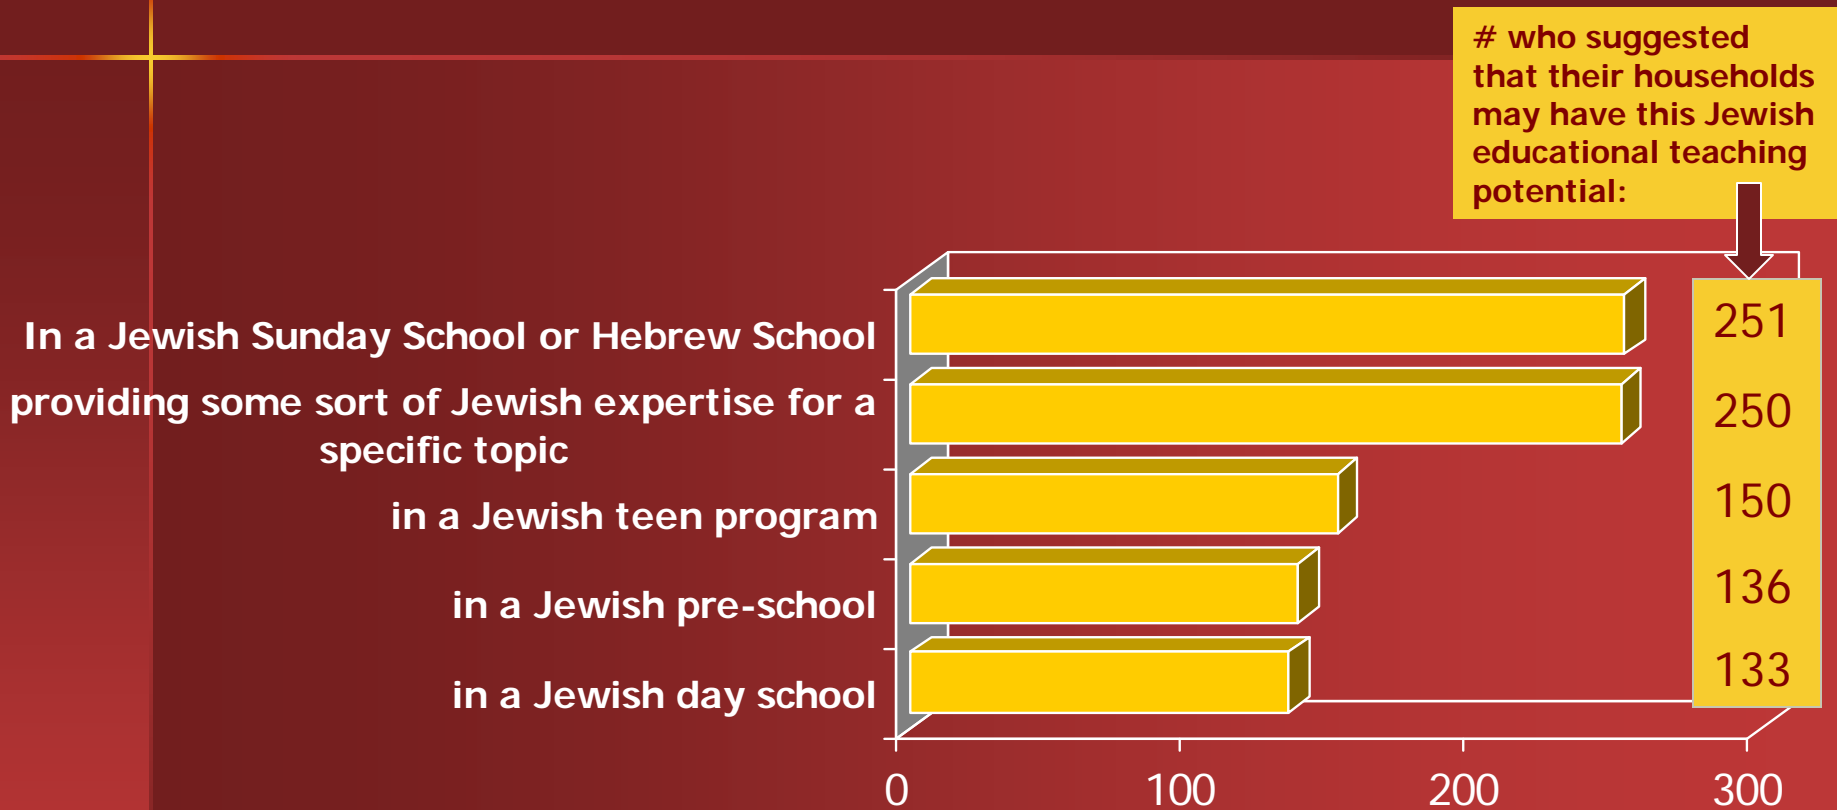 # who suggested
that their households
may have this Jewish
educational teaching
potential:
In a Jewish Sunday School or Hebrew School
251
providing some sort of Jewish expertise for a
specific topic
250
in a Jewish teen program
150
in a Jewish pre-school
136
in a Jewish day school
133
0
100
200
300